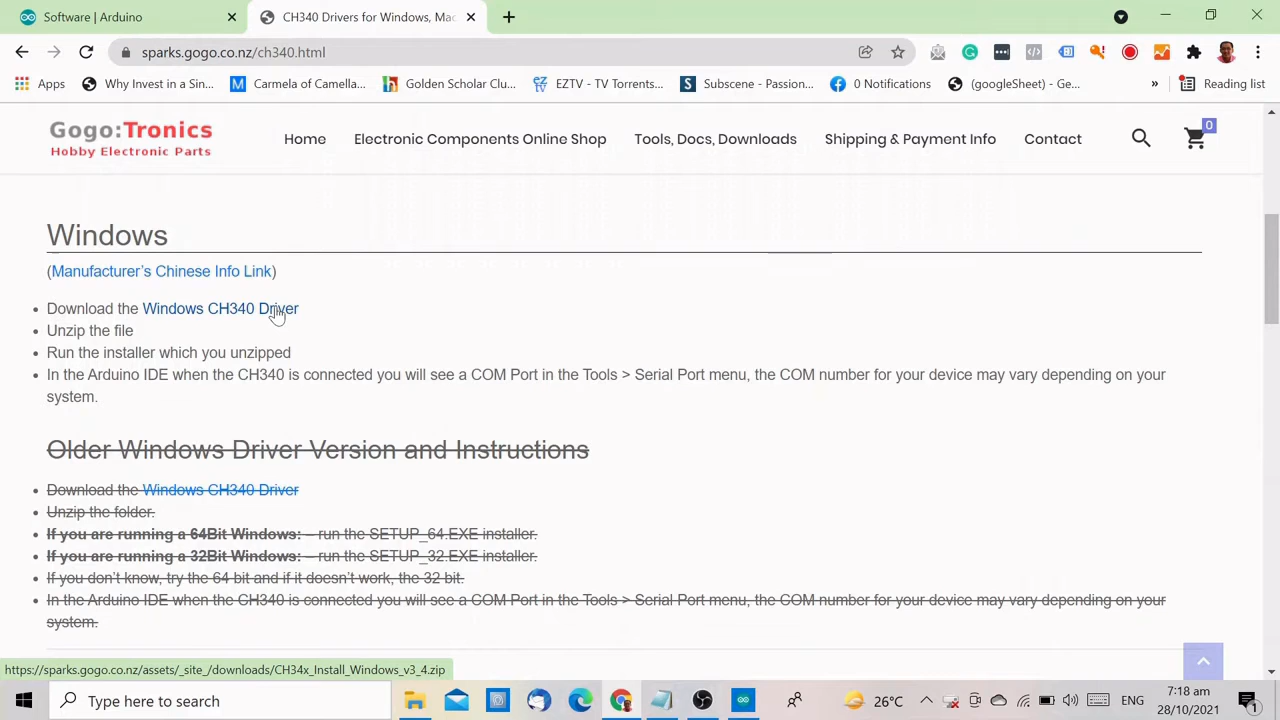 Software | Arduino
CH340 Drivers for Windows, Mac
sparks.gogo.co.nz/ch340.html
Apps
Why Invest in a Sin...
Carmela of Camella...
Golden Scholar Clu...
EZTV - TV Torrents...
Subscene - Passion...
0 Notifications
(googleSheet) - Ge...
»
Reading list
Gogo:Tronics
Hobby Electronic Parts
Home
Electronic Components Online Shop
Tools, Docs, Downloads
Shipping & Payment Info
Contact
0
Windows
(Manufacturer's Chinese Info Link)
• Download the Windows CH340 Driver
• Unzip the file
• Run the installer which you unzipped
• In the Arduino IDE when the CH340 is connected you will see a COM Port in the Tools > Serial Port menu, the COM number for your device may vary depending on your
system.
Older Windows Driver Version and Instructions
• Download the Windows CH340 Driver
• Unzip the folder.
• If you are running a 64Bit Windows: – run the SETUP_64.EXE installer.
• If you are running a 32Bit Windows: – run the SETUP_32.EXE installer.
• If you don't know, try the 64 bit and if it doesn't work, the 32 bit.
• In the Arduino IDE when the CH340 is connected you will see a COM Port in the Tools > Serial Port menu, the COM number for your device may vary depending on your
system.
https://sparks.gogo.co.nz/assets/_site_/downloads/CH34x_Install_Windows_v3_4.zip
Type here to search
26°C
ENG
7:18 am
28/10/2021
1